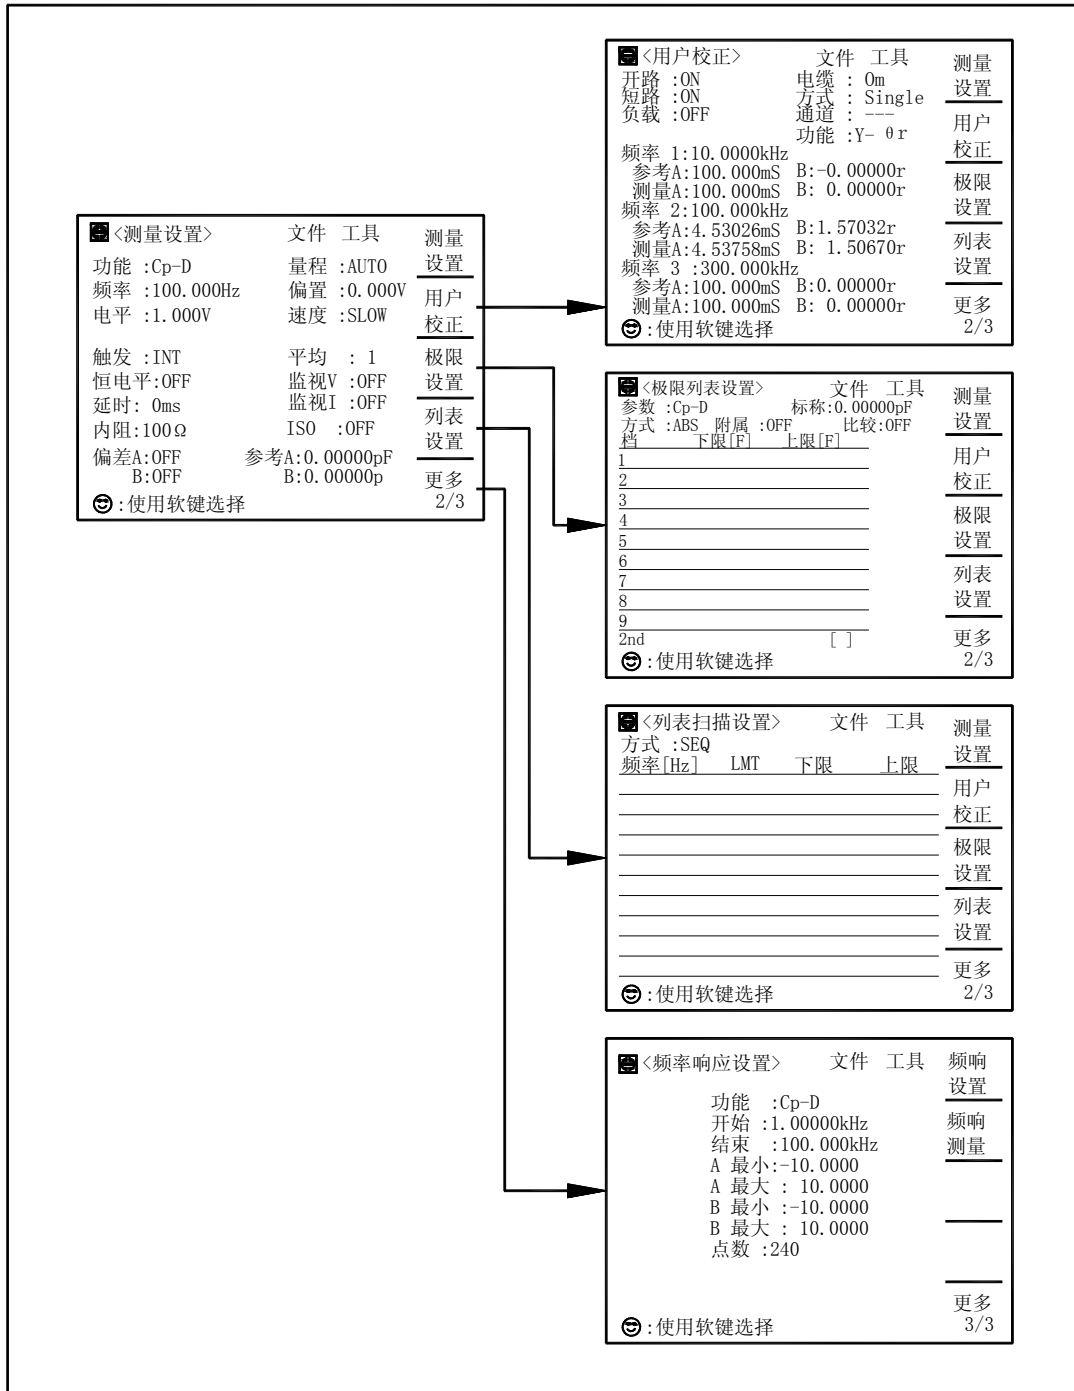 <测量设置> 文件 工具
功能 :Cp-D 量程 :AUTO
频率 :100.000Hz 偏置 :0.000V
电平 :1.000V 速度 :SLOW
触发 :INT 平均 : 1
恒电平:OFF 监视V :OFF
延时: 0ms 监视I :OFF
内阻:100Ω ISO :OFF
偏差A:OFF 参考A:0.00000pF
B:OFF B:0.00000p
:使用软键选择
测量
设置
用户
校正
极限
设置
列表
设置
更多
2/3
<用户校正> 文件 工具
开路 :ON 电缆 : 0m
短路 :ON 方式 : Single
负载 :OFF 通道 : ---
功能 :Y- θr
频率 1:10.0000kHz
参考A:100.000mS B:-0.00000r
测量A:100.000mS B: 0.00000r
频率 2:100.000kHz
参考A:4.53026mS B:1.57032r
测量A:4.53758mS B: 1.50670r
频率 3 :300.000kHz
参考A:100.000mS B:0.00000r
测量A:100.000mS B: 0.00000r
:使用软键选择
测量
设置
用户
校正
极限
设置
列表
设置
更多
2/3
<极限列表设置> 文件 工具
参数 :Cp-D 标称:0.00000pF
方式 :ABS 附属 :OFF 比较:OFF
档 下限[F] 上限[F]
1
2
3
4
5
6
7
8
9
2nd [ ]
:使用软键选择
测量
设置
用户
校正
极限
设置
列表
设置
更多
2/3
<列表扫描设置> 文件 工具
方式 :SEQ
频率[Hz] LMT 下限 上限
:使用软键选择
测量
设置
用户
校正
极限
设置
列表
设置
更多
2/3
<频率响应设置> 文件 工具
功能 :Cp-D
开始 :1.00000kHz
结束 :100.000kHz
A 最小:-10.0000
A 最大 : 10.0000
B 最小 :-10.0000
B 最大 : 10.0000
点数 :240
:使用软键选择
频响
设置
频响
测量
更多
3/3